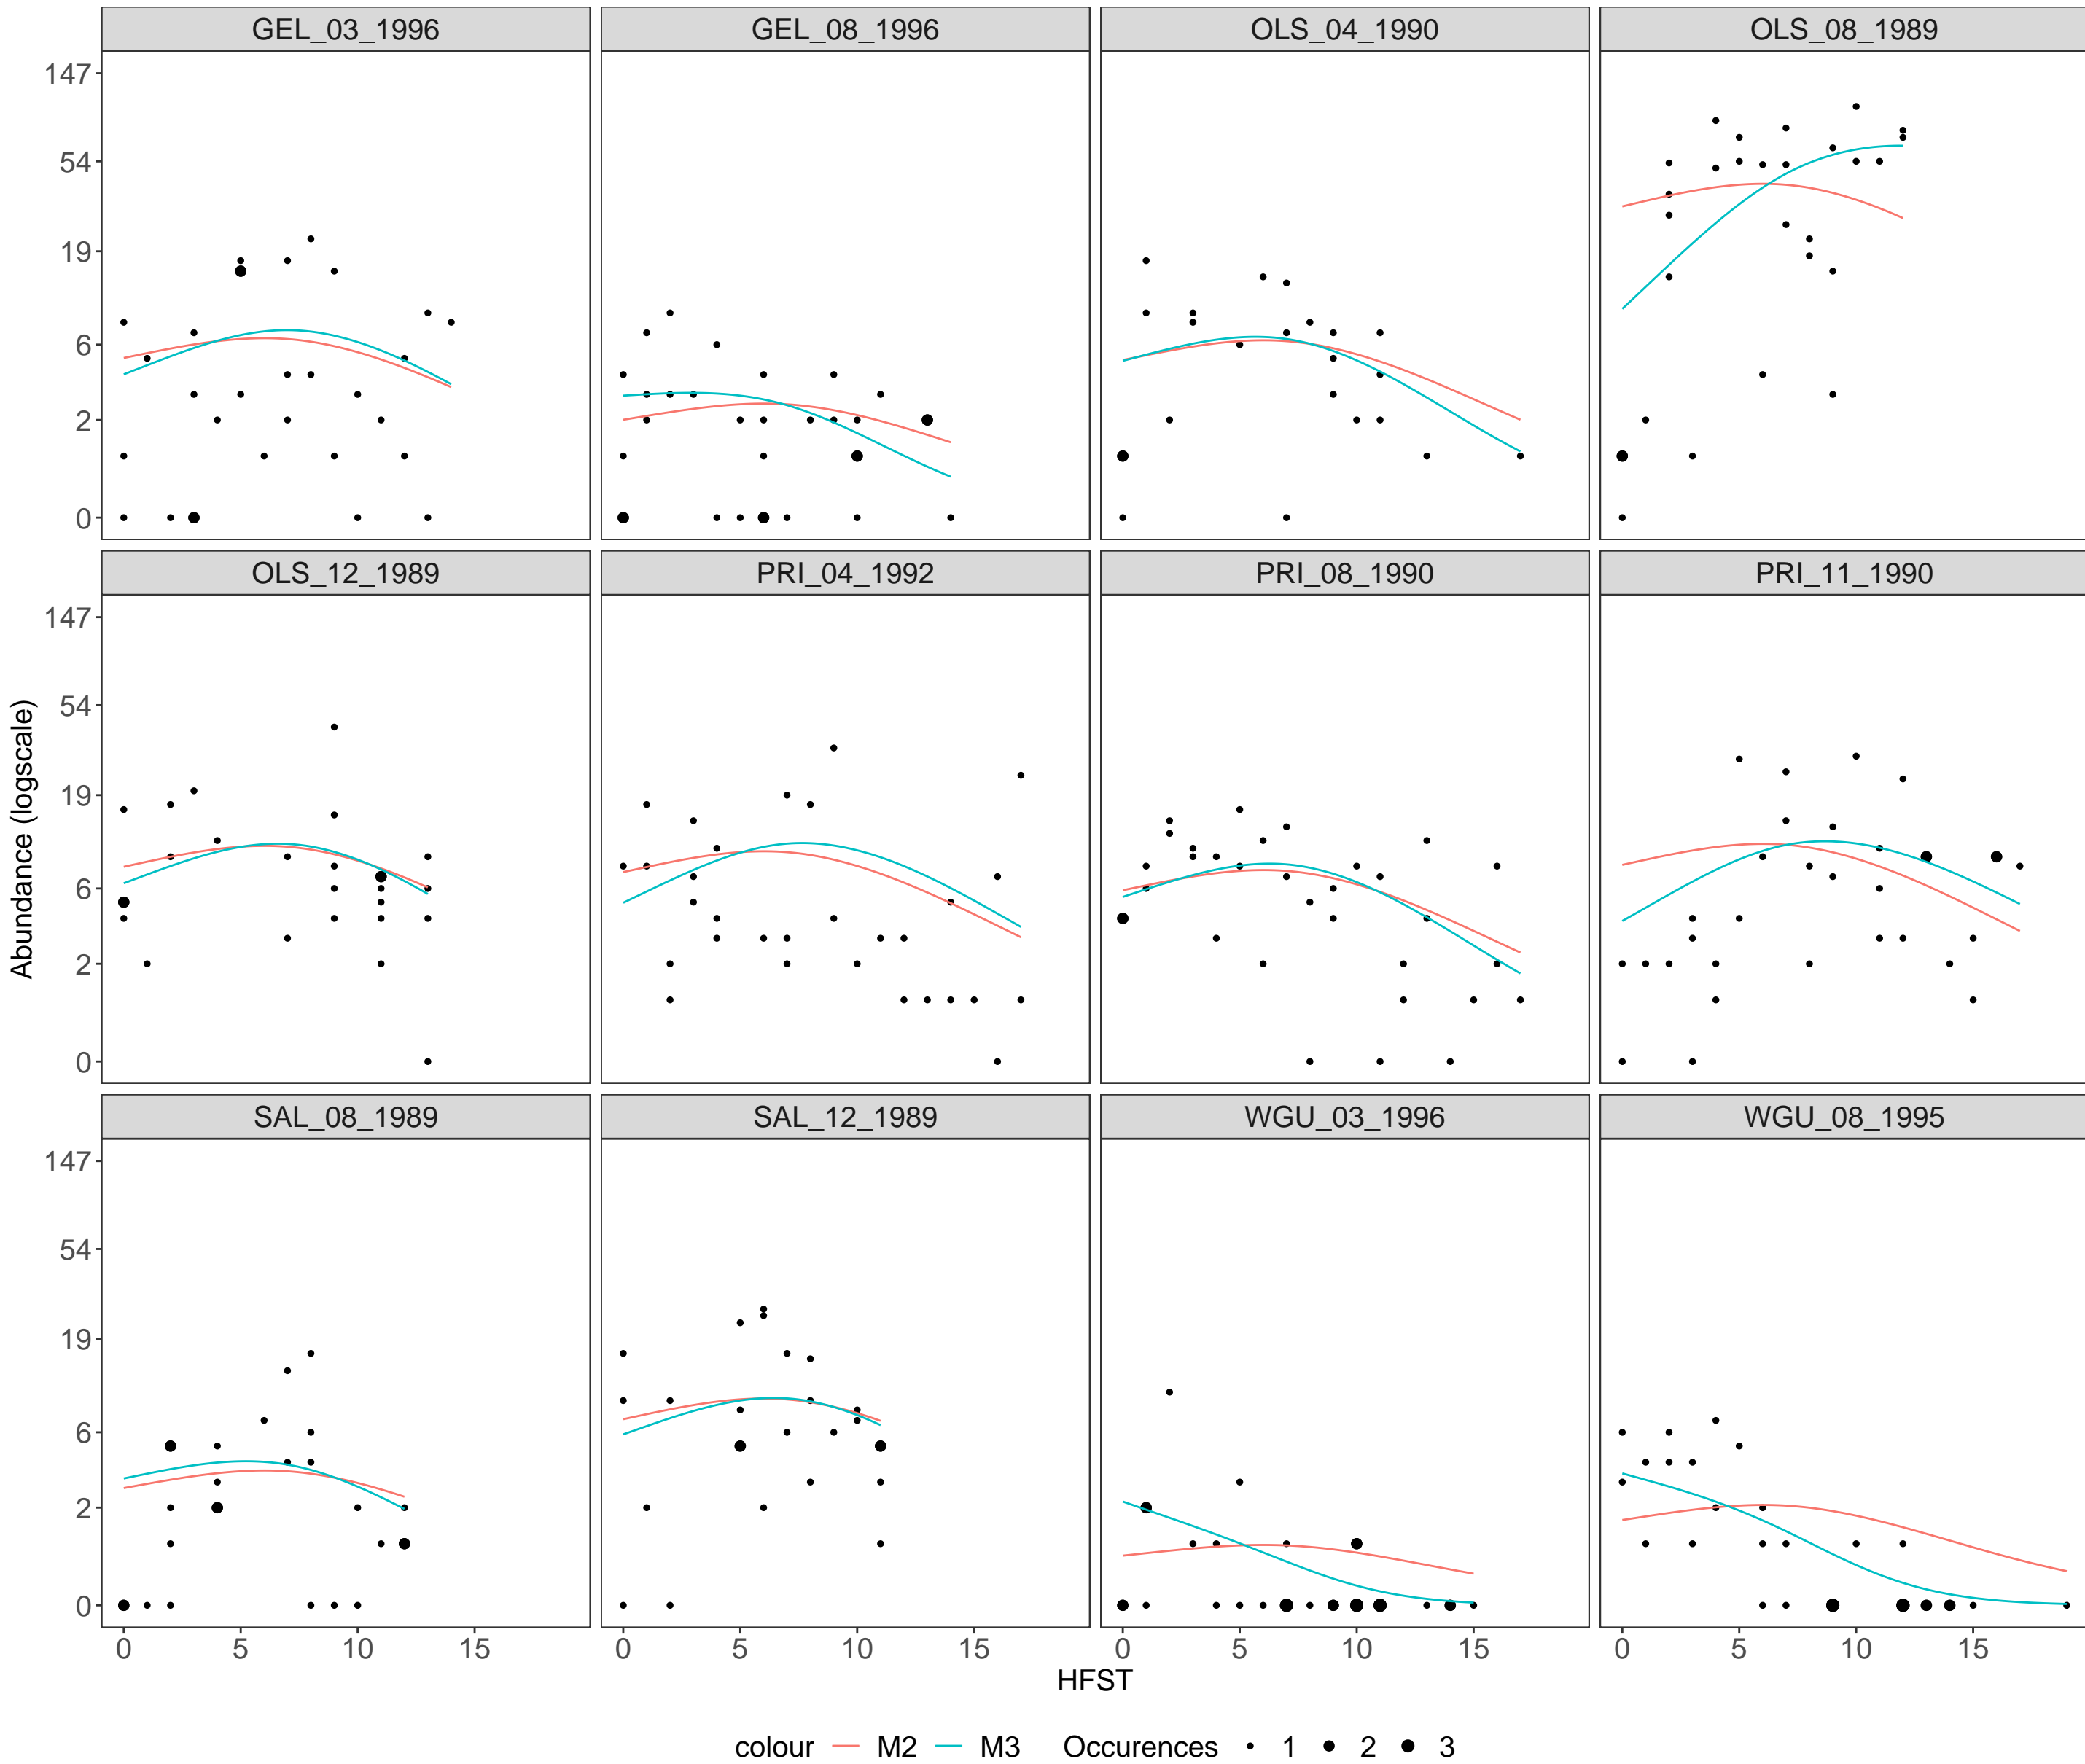 GEL_03_1996 GEL_08_1996 OLS_04_1990 OLS_08_1989
147
54
19
6
2
0
OLS_12_1989 PRI_04_1992 PRI_08_1990 PRI_11_1990
147
54
19
6
2
0
Abundance (logscale)
SAL_08_1989 SAL_12_1989 WGU_03_1996 WGU_08_1995
147
54
19
6
2
0
0 5 10 15 0 5 10 15 0 5 10 15 0 5 10 15
HFST
colour M2 M3 Occurences 1 2 3